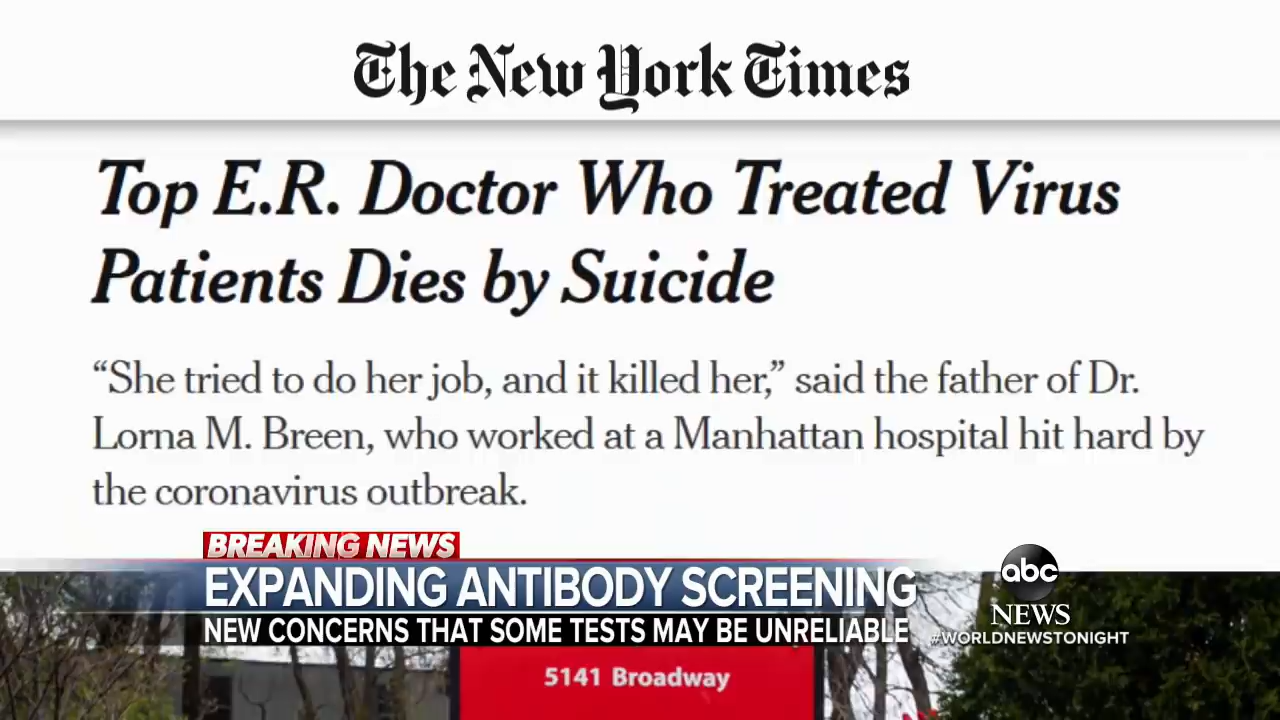 The New York Times
Top E.R. Doctor Who Treated Virus
Patients Dies by Suicide
“She tried to do her job, and it killed her,” said the father of Dr.
Lorna M. Breen, who worked at a Manhattan hospital hit hard by
the coronavirus outbreak.
BREAKING NEWS
EXPANDING ANTIBODY SCREENING
NEW CONCERNS THAT SOME TESTS MAY BE UNRELIABLE
abc
NEWS
#WORLDNEWSTONIGHT
5141 Broadway